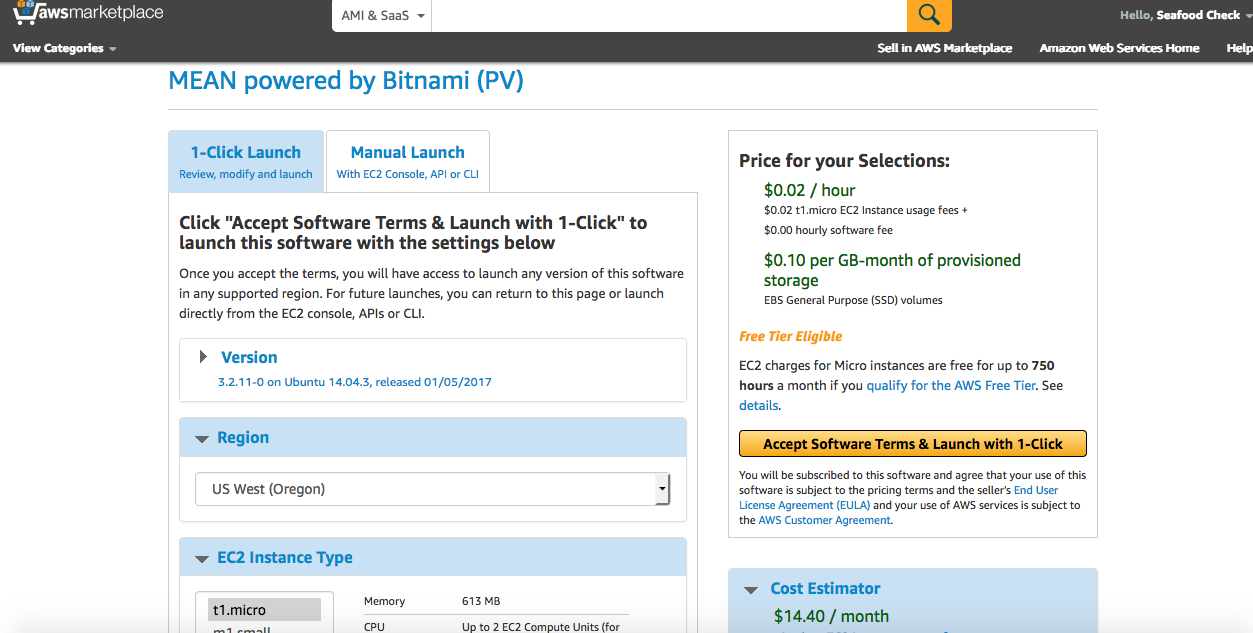 awsmarketplace
AMI & SaaS
Hello, Seafood Check
View Categories
Sell in AWS Marketplace
Amazon Web Services Home
Help
MEAN powered by Bitnami (PV)
1-Click Launch
Review, modify and launch
Manual Launch
With EC2 Console, API or CLI
Click "Accept Software Terms & Launch with 1-Click" to
launch this software with the settings below
Once you accept the terms, you will have access to launch any version of this software
in any supported region. For future launches, you can return to this page or launch
directly from the EC2 console, APIs or CLI.
Version
3.2.11-0 on Ubuntu 14.04.3, released 01/05/2017
Region
US West (Oregon)
EC2 Instance Type
t1.micro
m1.small
Memory
613 MB
CPU
Up to 2 EC2 Compute Units (for
Price for your Selections:
$0.02 / hour
$0.02 t1.micro EC2 Instance usage fees +
$0.00 hourly software fee
$0.10 per GB-month of provisioned
storage
EBS General Purpose (SSD) volumes
Free Tier Eligible
EC2 charges for Micro instances are free for up to 750
hours a month if you qualify for the AWS Free Tier. See
details.
Accept Software Terms & Launch with 1-Click
You will be subscribed to this software and agree that your use of this
software is subject to the pricing terms and the seller's End User
License Agreement (EULA) and your use of AWS services is subject to
the AWS Customer Agreement.
Cost Estimator
$14.40 / month